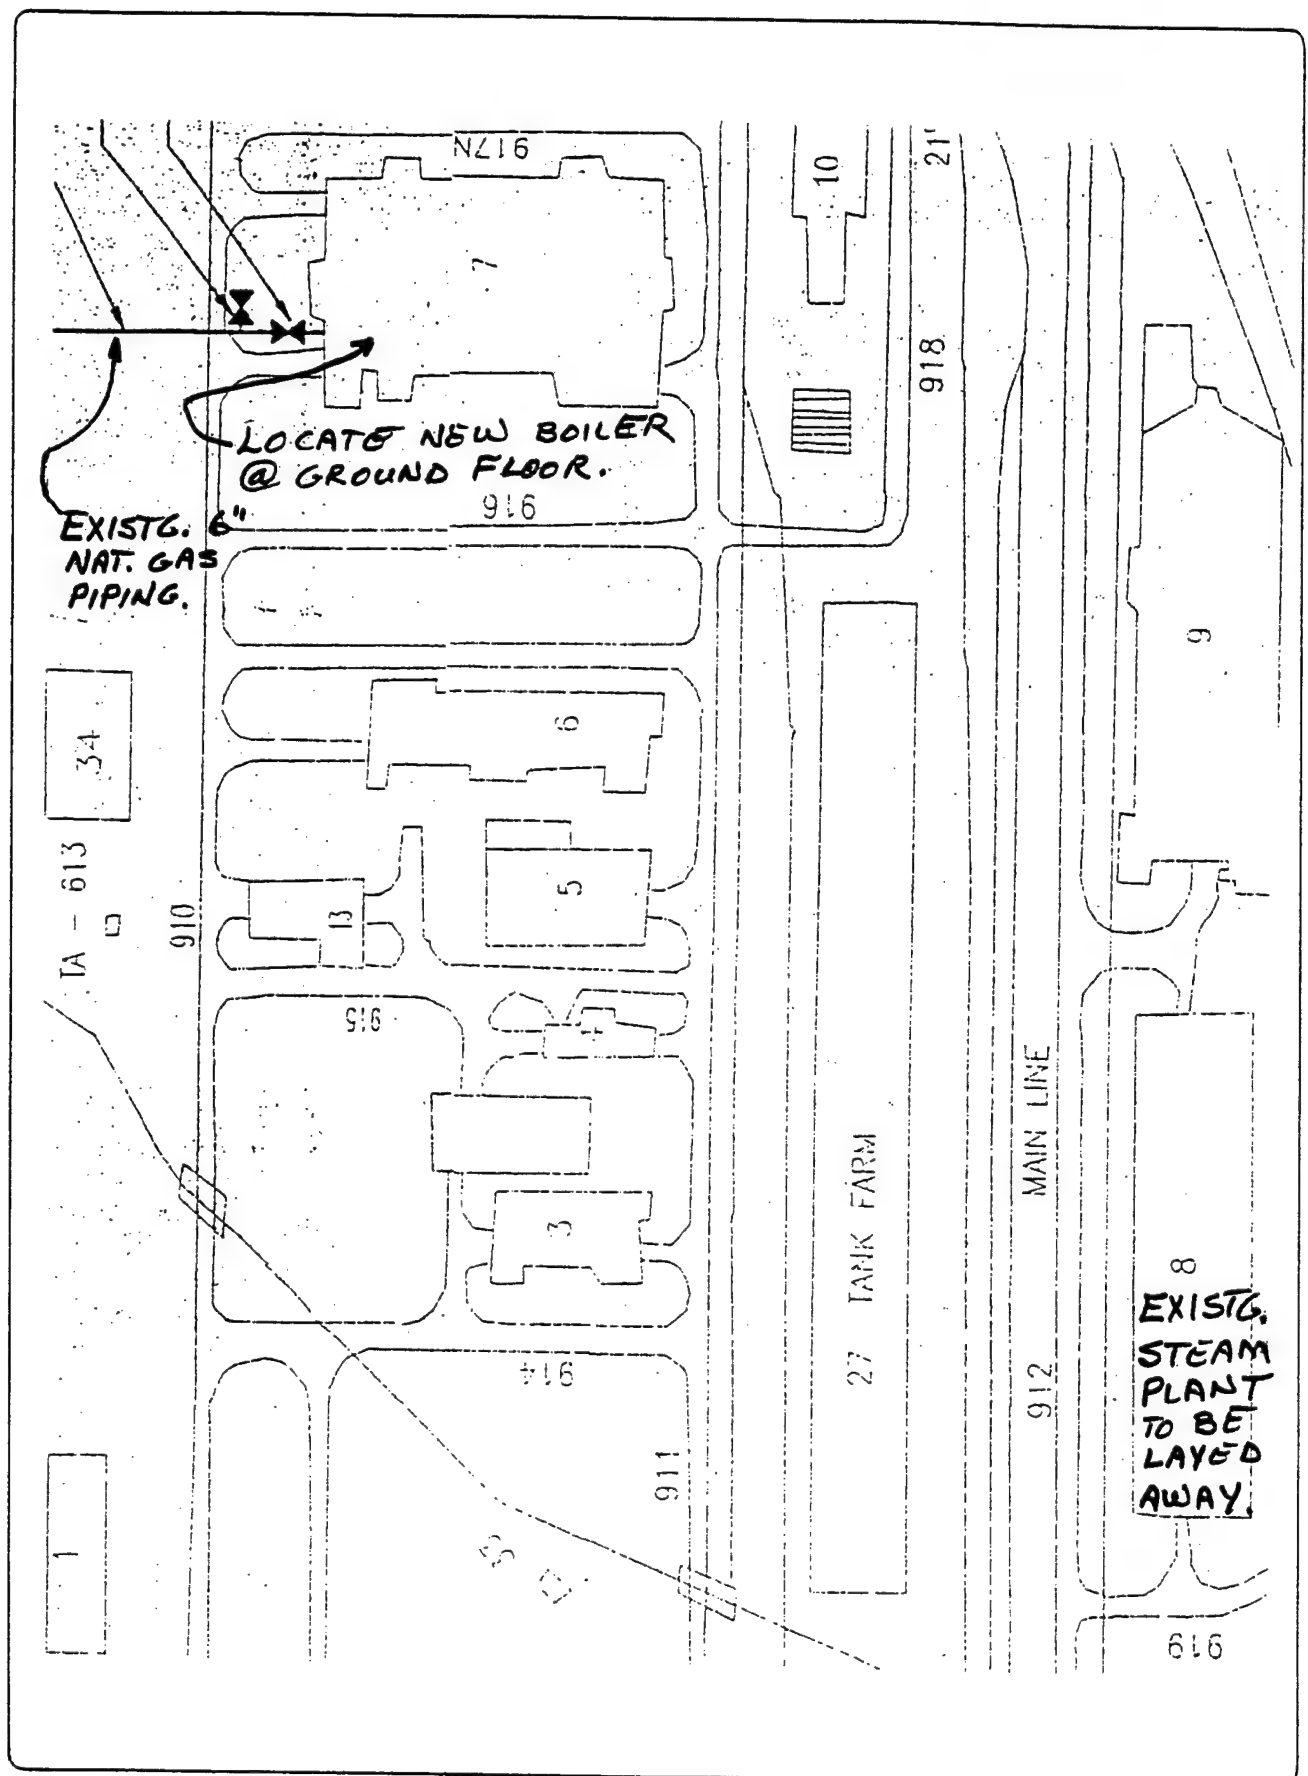 917N
10
21'
7
918
LOCATE NEW BOILER
@ GROUND FLOOR.
916
EXISTG. 6"
NAT. GAS
PIPING.
9
34
6
TA - 613
5
13
910
915
4
MAIN LINE
3
27 TANK FARM
8
EXISTG.
STEAM
PLANT
TO BE
LAYED
AWAY.
914
912
911
1
919